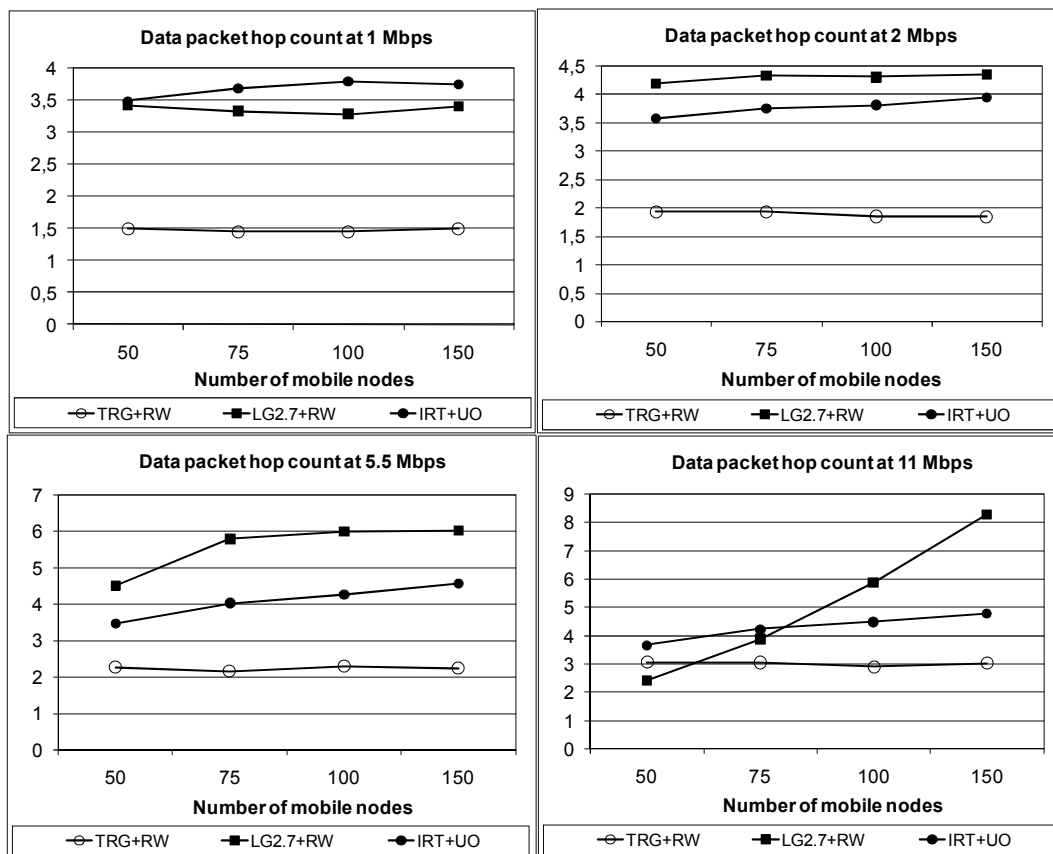 Data packet hop count at 1 Mbps
4
3,5
3
2,5
2
1,5
1
0,5
0
50 75 100 150
Number of mobile nodes
TRG+RW LG2.7+RW IRT+UO
Data packet hop count at 2 Mbps
4,5
4
3,5
3
2,5
2
1,5
1
0,5
0
50 75 100 150
Number of mobile nodes
TRG+RW LG2.7+RW IRT+UO
Data packet hop count at 5.5 Mbps
7
6
5
4
3
2
1
0
50 75 100 150
Number of mobile nodes
TRG+RW LG2.7+RW IRT+UO
Data packet hop count at 11 Mbps
9
8
7
6
5
4
3
2
1
0
50 75 100 150
Number of mobile nodes
TRG+RW LG2.7+RW IRT+UO